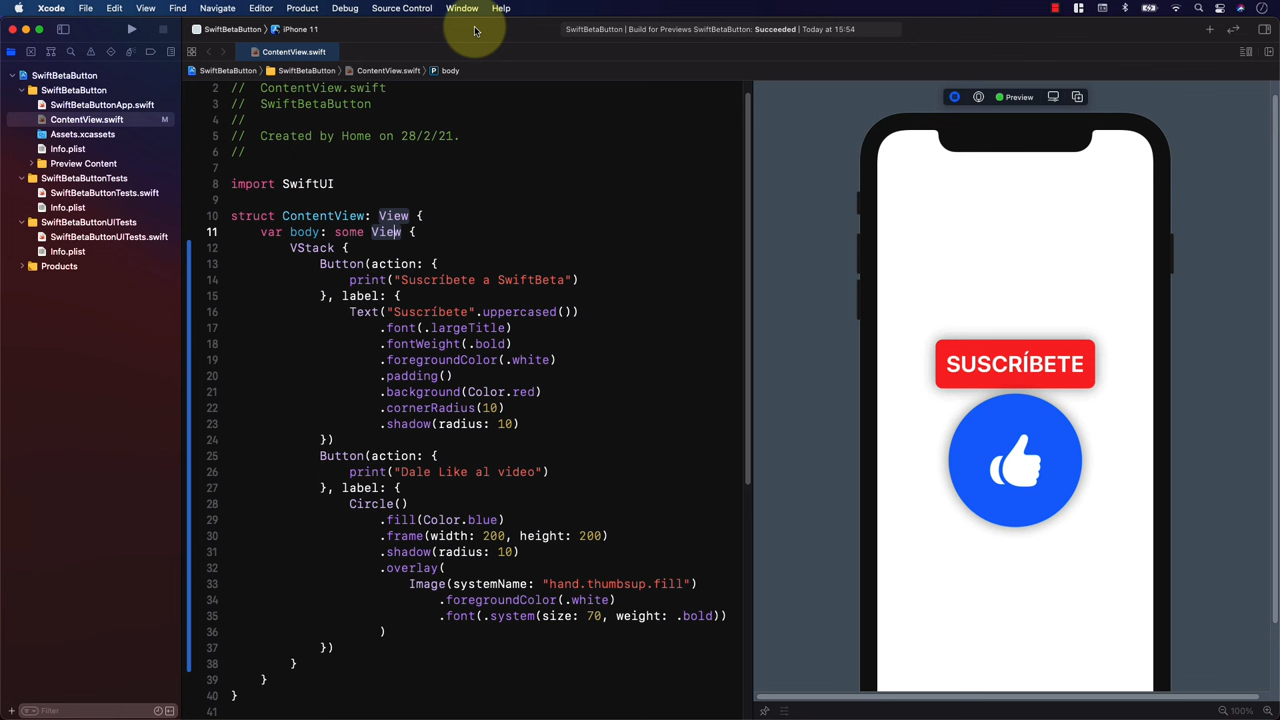 Xcode File Edit View Find Navigate Editor Product Debug Source Control Window Help
SwiftBetaButton iPhone 11
SwiftBetaButton | Build for Previews SwiftBetaButton: Succeeded | Today at 15:54
ContentView.swift
SwiftBetaButton SwiftBetaButton ContentView.swift P body
SwiftBetaButton
SwiftBetaButton
SwiftBetaButtonApp.swift
ContentView.swift M
Assets.xcassets
Info.plist
Preview Content
SwiftBetaButtonTests
SwiftBetaButtonTests.swift
Info.plist
SwiftBetaButtonUITests
SwiftBetaButtonUITests.swift
Info.plist
Products
Filter
2 // ContentView.swift
3 // SwiftBetaButton
4 //
5 // Created by Home on 28/2/21.
6 //
7
8 import SwiftUI
9
10 struct ContentView: View {
11 var body: some View {
12 VStack {
13 Button(action: {
14 print("Suscríbete a SwiftBeta")
15 }, label: {
16 Text("Suscríbete".uppercased())
17 .font(.largeTitle)
18 .fontWeight(.bold)
19 .foregroundColor(.white)
20 .padding()
21 .background(Color.red)
22 .cornerRadius(10)
23 .shadow(radius: 10)
24 })
25 Button(action: {
26 print("Dale Like al video")
27 }, label: {
28 Circle()
29 .fill(Color.blue)
30 .frame(width: 200, height: 200)
31 .shadow(radius: 10)
32 .overlay(
33 Image(systemName: "hand.thumbsup.fill")
34 .foregroundColor(.white)
35 .font(.system(size: 70, weight: .bold))
36 )
37 })
38 }
39 }
40 }
41
Preview
SUSCRÍBETE
100%